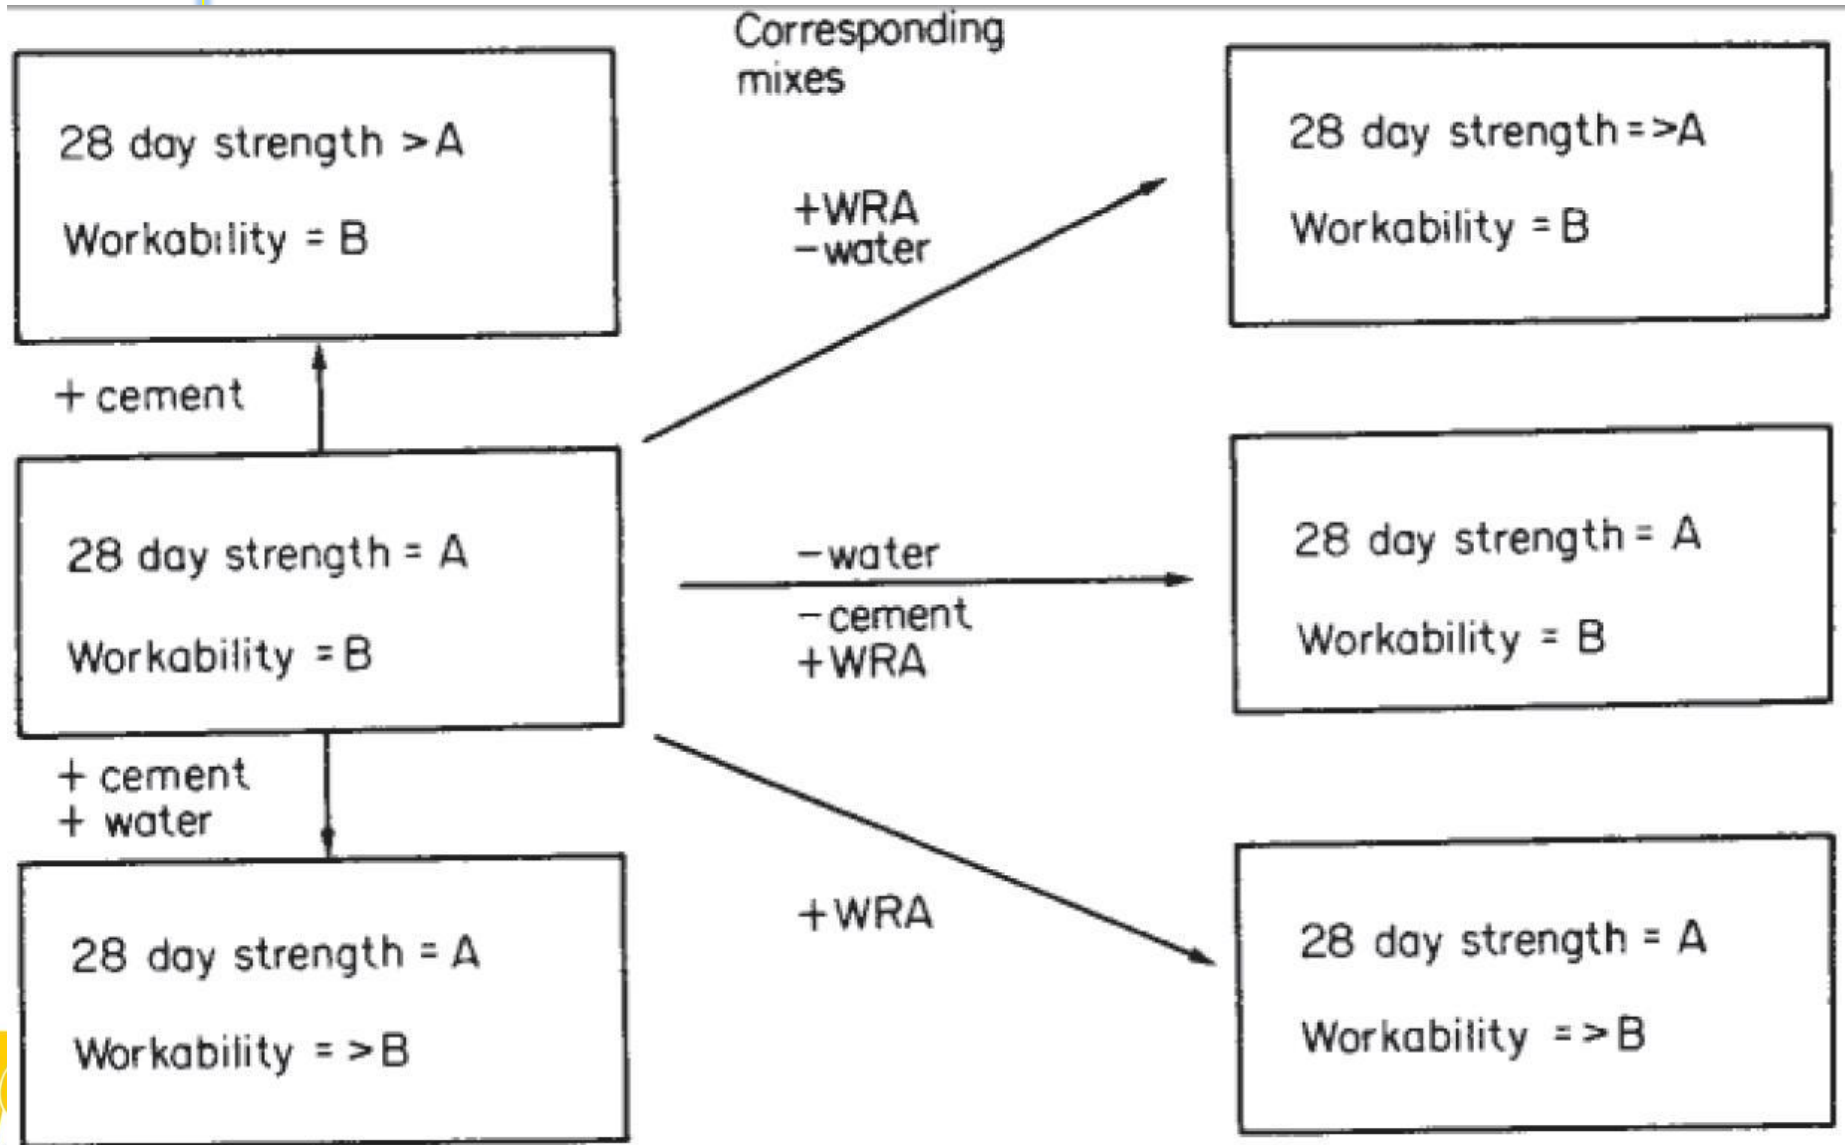 Corresponding
mixes
28 day strength > A
Workability = B
+ cement
28 day strength = A
Workability = B
+ cement
+ water
28 day strength = A
Workability = > B
+WRA
-water
-water
-cement
+WRA
+WRA
28 day strength = >A
Workability = B
28 day strength = A
Workability = B
28 day strength = A
Workability = > B